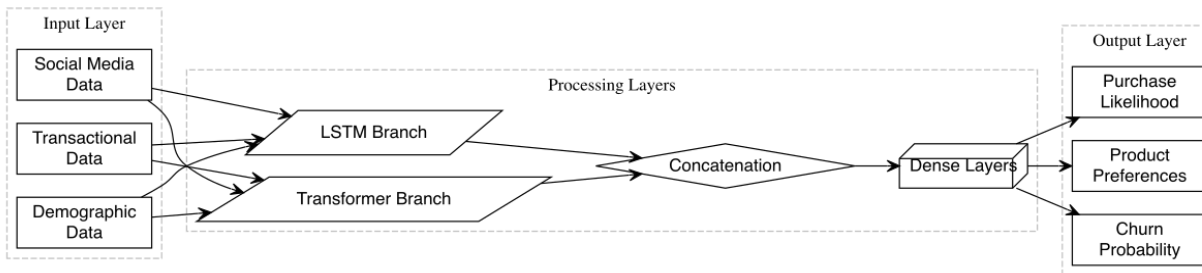 Input Layer
Social Media
Data
Transactional
Data
Demographic
Data
Processing Layers
LSTM Branch
Transformer Branch
Concatenation
Dense Layers
Output Layer
Purchase
Likelihood
Product
Preferences
Churn
Probability